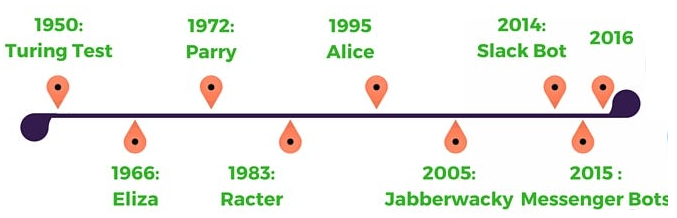 1950:
Turing Test
1972:
Parry
1995
Alice
2014:
Slack Bot
2016
1966:
Eliza
1983:
Racter
2005:
Jabberwacky
2015 :
Messenger Bots